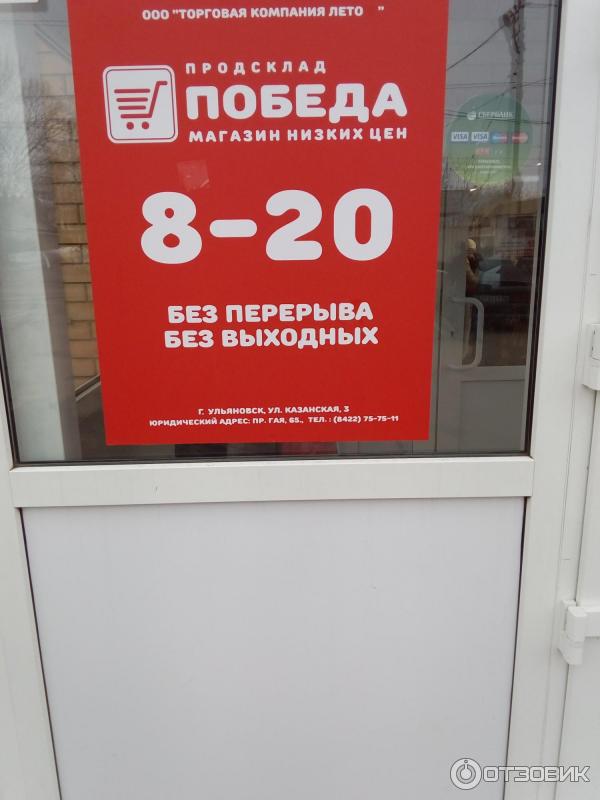 ООО "ТОРГОВАЯ КОМПАНИЯ ЛЕТО "
ПРОДСКЛАД
ПОБЕДА
МАГАЗИН НИЗКИХ ЦЕН
8-20
БЕЗ ПЕРЕРЫВА
БЕЗ ВЫХОДНЫХ
Г. УЛЬЯНОВСК, УЛ. КАЗАНСКАЯ, 3
ЮРИДИЧЕСКИЙ АДРЕС: ПР. ГАЯ, 65., ТЕЛ. : (8422) 75-75-11
СБЕРБАНК
VISA VISA
ОТЗОВИК